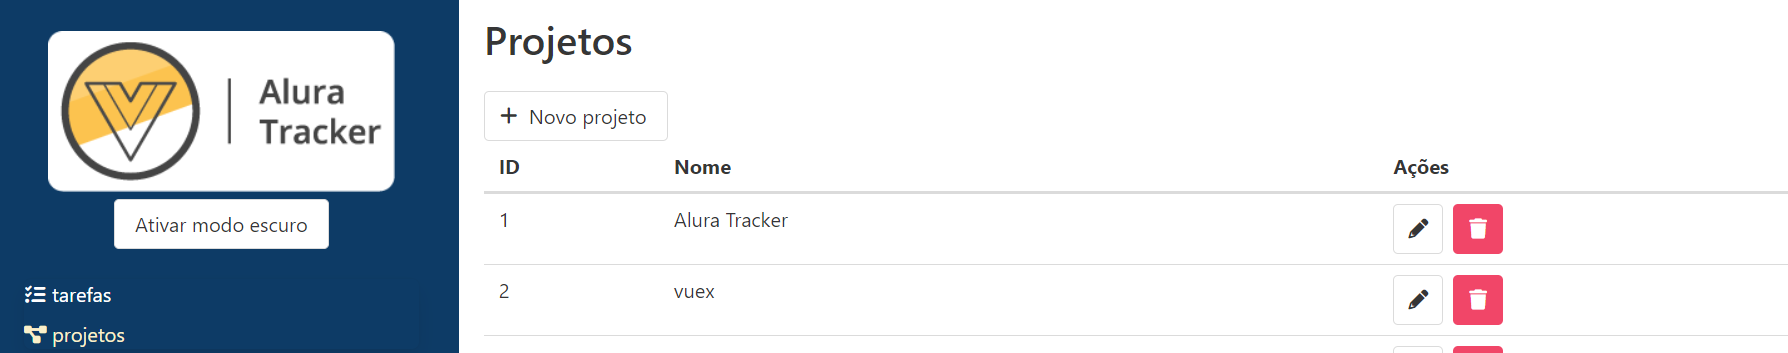 Alura
Tracker
Ativar modo escuro
tarefas
projetos
Projetos
+ Novo projeto
ID Nome Ações
1 Alura Tracker
2 vuex